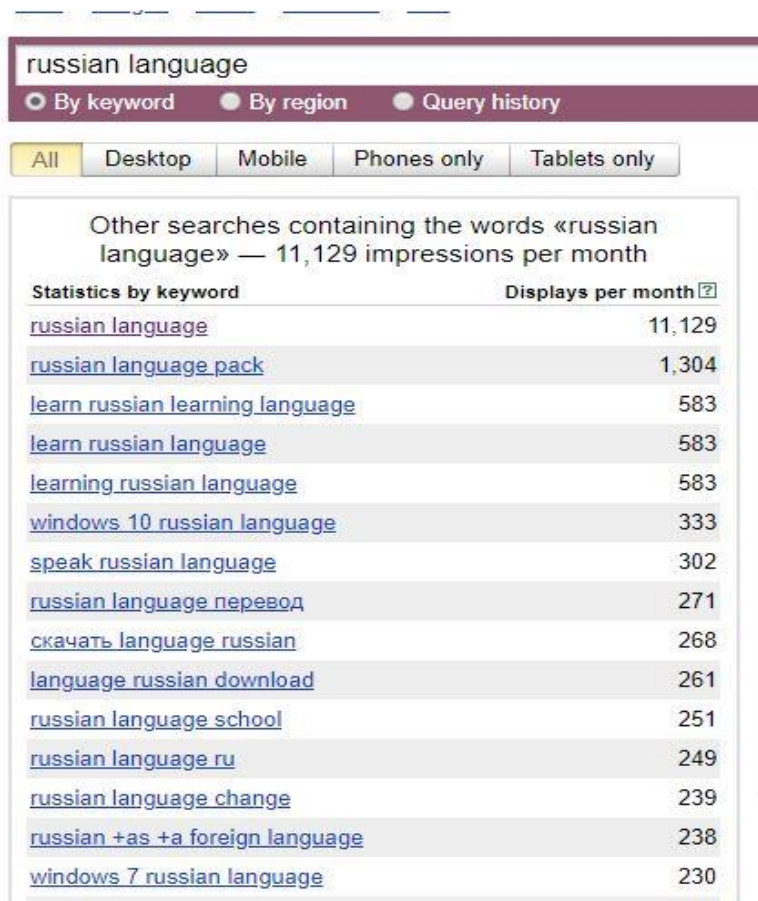 russian language
By keyword By region Query history
All Desktop Mobile Phones only Tablets only
Other searches containing the words «russian
language» — 11,129 impressions per month
Statistics by keyword Displays per month ?
russian language 11,129
russian language pack 1,304
learn russian learning language 583
learn russian language 583
learning russian language 583
windows 10 russian language 333
speak russian language 302
russian language перевод 271
скачать language russian 268
language russian download 261
russian language school 251
russian language ru 249
russian language change 239
russian +as +a foreign language 238
windows 7 russian language 230